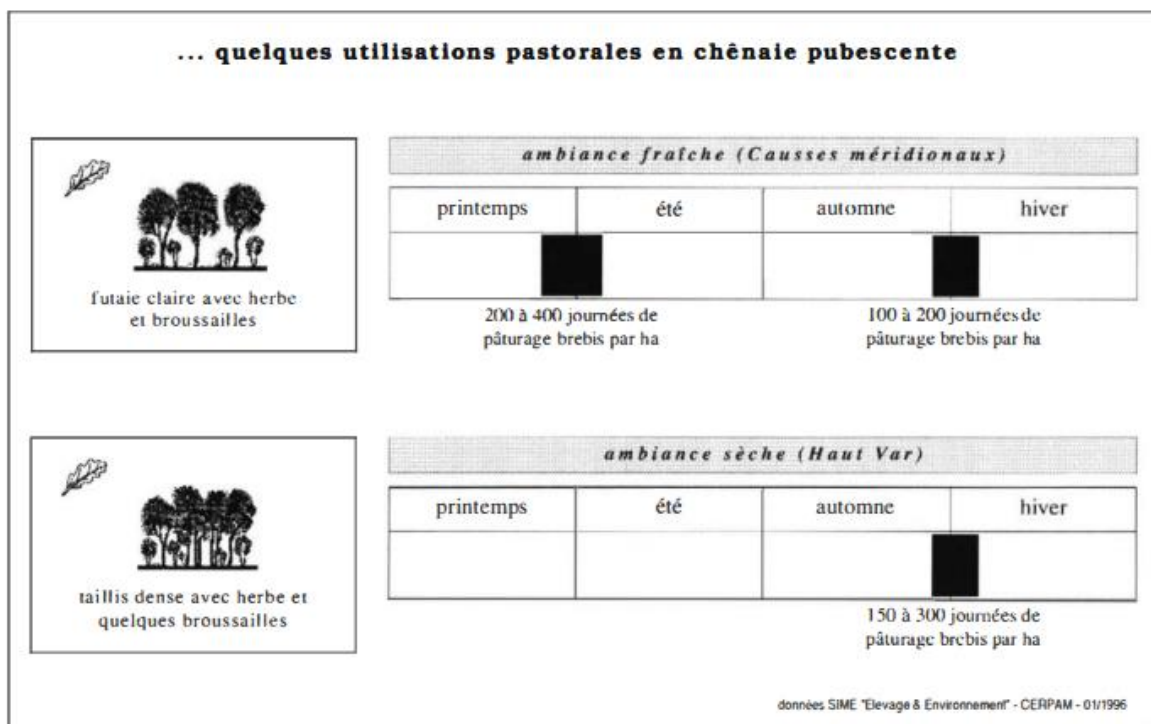 ... quelques utilisations pastorales en chênaie pubescente
ambiance fraîche (Causses méridionaux)
printemps été automne hiver
futaie claire avec herbe
et broussailles
200 à 400 journées de
pâturage brebis par ha
100 à 200 journées de
pâturage brebis par ha
ambiance sèche (Haut Var)
printemps été automne hiver
taillis dense avec herbe et
quelques broussailles
150 à 300 journées de
pâturage brebis par ha
données SIME "Elevage & Environnement" - CERPAM - 01/1996